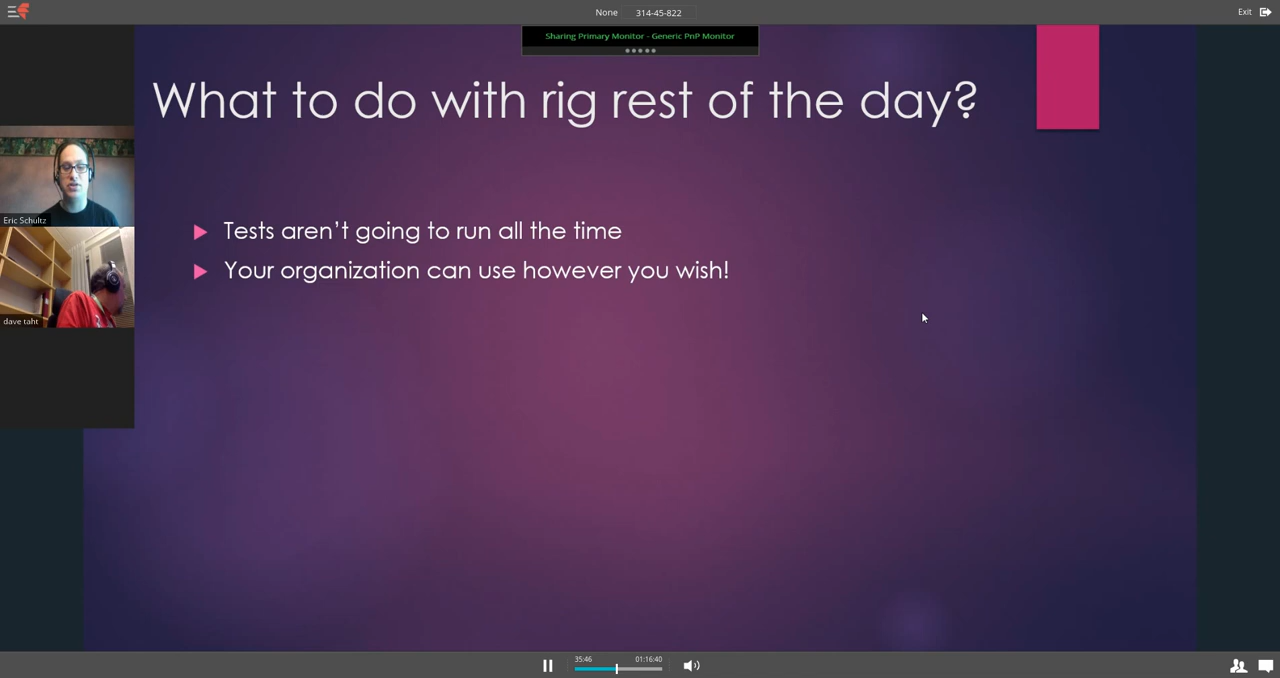 None 314-45-822
Exit
Sharing Primary Monitor - Generic PnP Monitor
What to do with rig rest of the day?
Tests aren't going to run all the time
Your organization can use however you wish!
Eric Schultz
dave taht
35:46 01:16:40